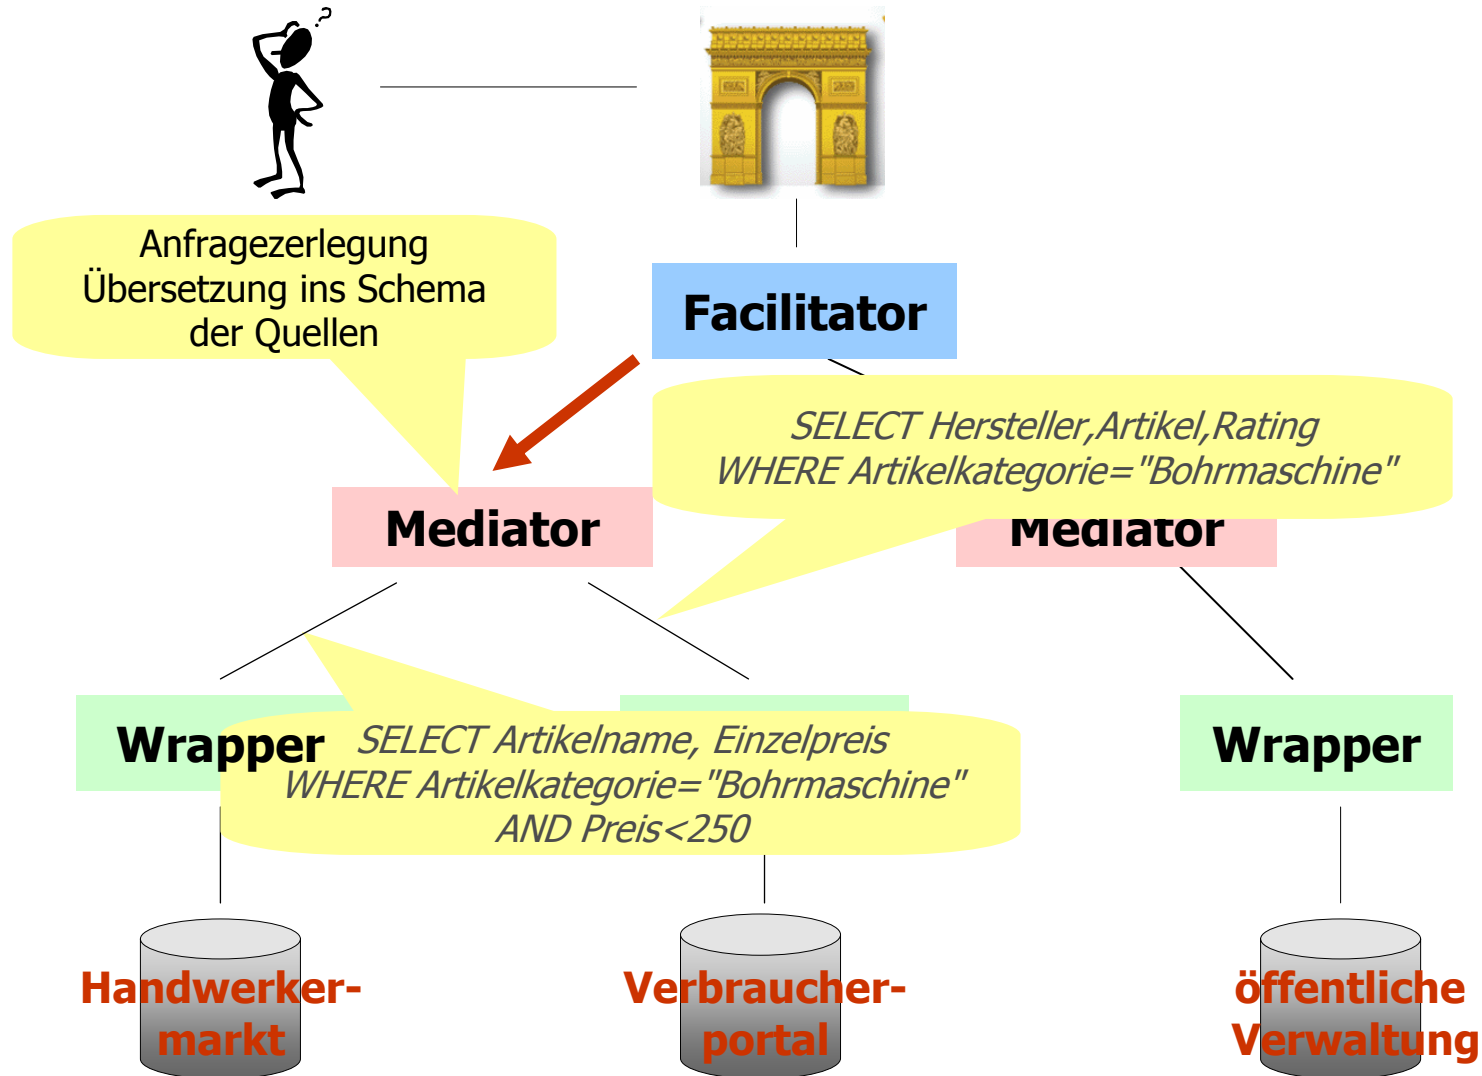 ?
Anfragezerlegung
Übersetzung ins Schema
der Quellen
Facilitator
SELECT Hersteller,Artikel,Rating
WHERE Artikelkategorie="Bohrmaschine"
Mediator
Mediator
Wrapper
SELECT Artikelname, Einzelpreis
WHERE Artikelkategorie="Bohrmaschine"
AND Preis<250
Wrapper
Handwerker-
markt
Verbraucher-
portal
öffentliche
Verwaltung